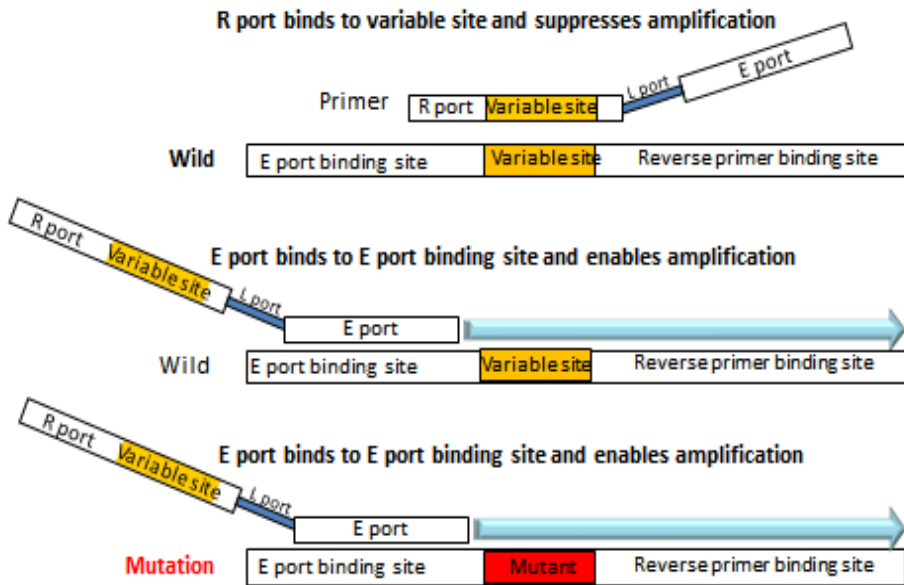 R port binds to variable site and suppresses amplification
E port
L port
Primer
R port
Variable site
Wild
E port binding site
Variable site
Reverse primer binding site
R port
Variable site
L port
E port binds to E port binding site and enables amplification
E port
Wild
E port binding site
Variable site
Reverse primer binding site
R port
Variable site
L port
E port binds to E port binding site and enables amplification
E port
Mutation
E port binding site
Mutant
Reverse primer binding site